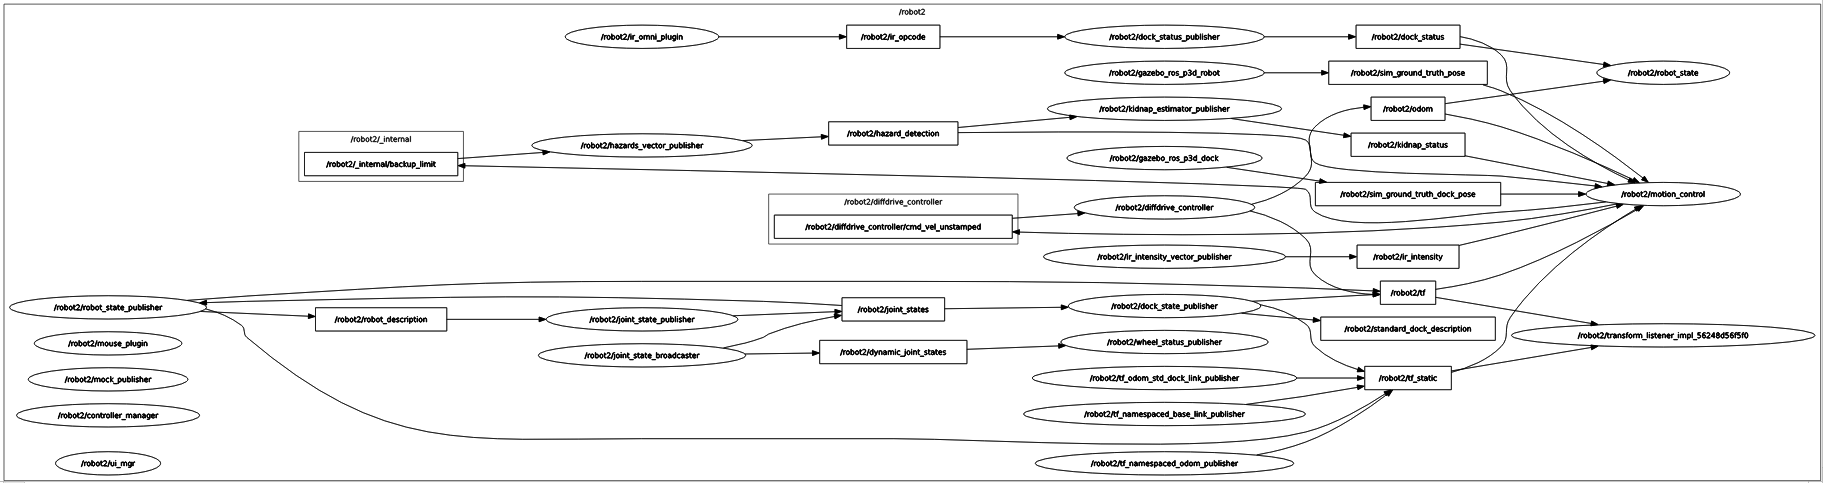 /robot2
/robot2/ir_omni_plugin
/robot2/ir_opcode
/robot2/dock_status_publisher
/robot2/dock_status
/robot2/gazebo_ros_p3d_robot
/robot2/sim_ground_truth_pose
/robot2/robot_state
/robot2/kidnap_estimator_publisher
/robot2/odom
/robot2/_internal
/robot2/hazard_detection
/robot2/hazards_vector_publisher
/robot2/kidnap_status
/robot2/_internal/backup_limit
/robot2/gazebo_ros_p3d_dock
/robot2/sim_ground_truth_dock_pose
/robot2/motion_control
/robot2/diffdrive_controller
/robot2/diffdrive_controller
/robot2/diffdrive_controller/cmd_vel_unstamped
/robot2/ir_intensity_vector_publisher
/robot2/ir_intensity
/robot2/tf
/robot2/robot_state_publisher
/robot2/robot_description
/robot2/joint_state_publisher
/robot2/joint_states
/robot2/dock_state_publisher
/robot2/standard_dock_description
/robot2/transform_listener_impl_56248d56f5f0
/robot2/mouse_plugin
/robot2/joint_state_broadcaster
/robot2/dynamic_joint_states
/robot2/wheel_status_publisher
/robot2/mock_publisher
/robot2/tf_odom_std_dock_link_publisher
/robot2/tf_static
/robot2/controller_manager
/robot2/tf_namespaced_base_link_publisher
/robot2/ui_mgr
/robot2/tf_namespaced_odom_publisher